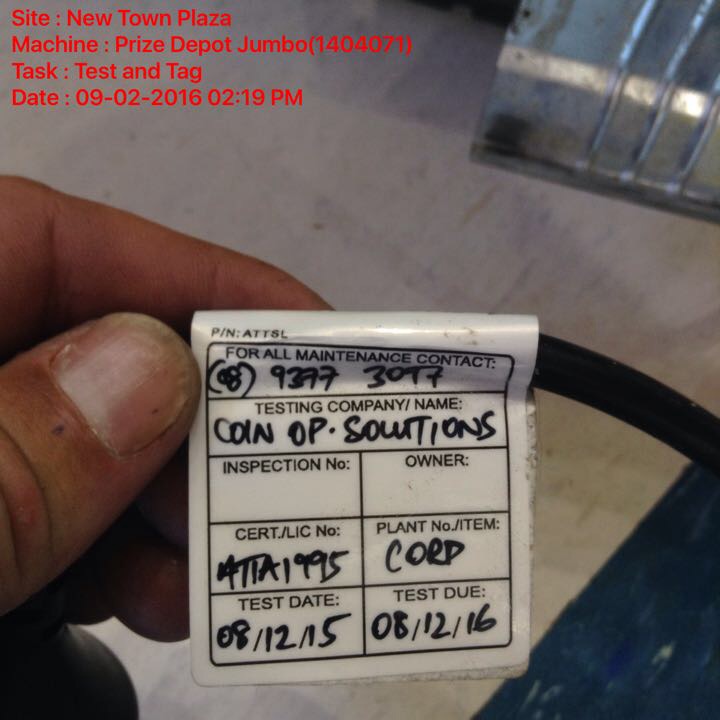 Site : New Town Plaza
Machine : Prize Depot Jumbo(1404071)
Task : Test and Tag
Date : 09-02-2016 02:19 PM
P/N: ATTSL
FOR ALL MAINTENANCE CONTACT:
(08) 9377 3077
TESTING COMPANY/ NAME:
COIN OP. SOLUTIONS
INSPECTION No: OWNER:
CERT./LIC No: PLANT No./ITEM:
ATTA1995 CORD
TEST DATE: TEST DUE:
08/12/15 08/12/16